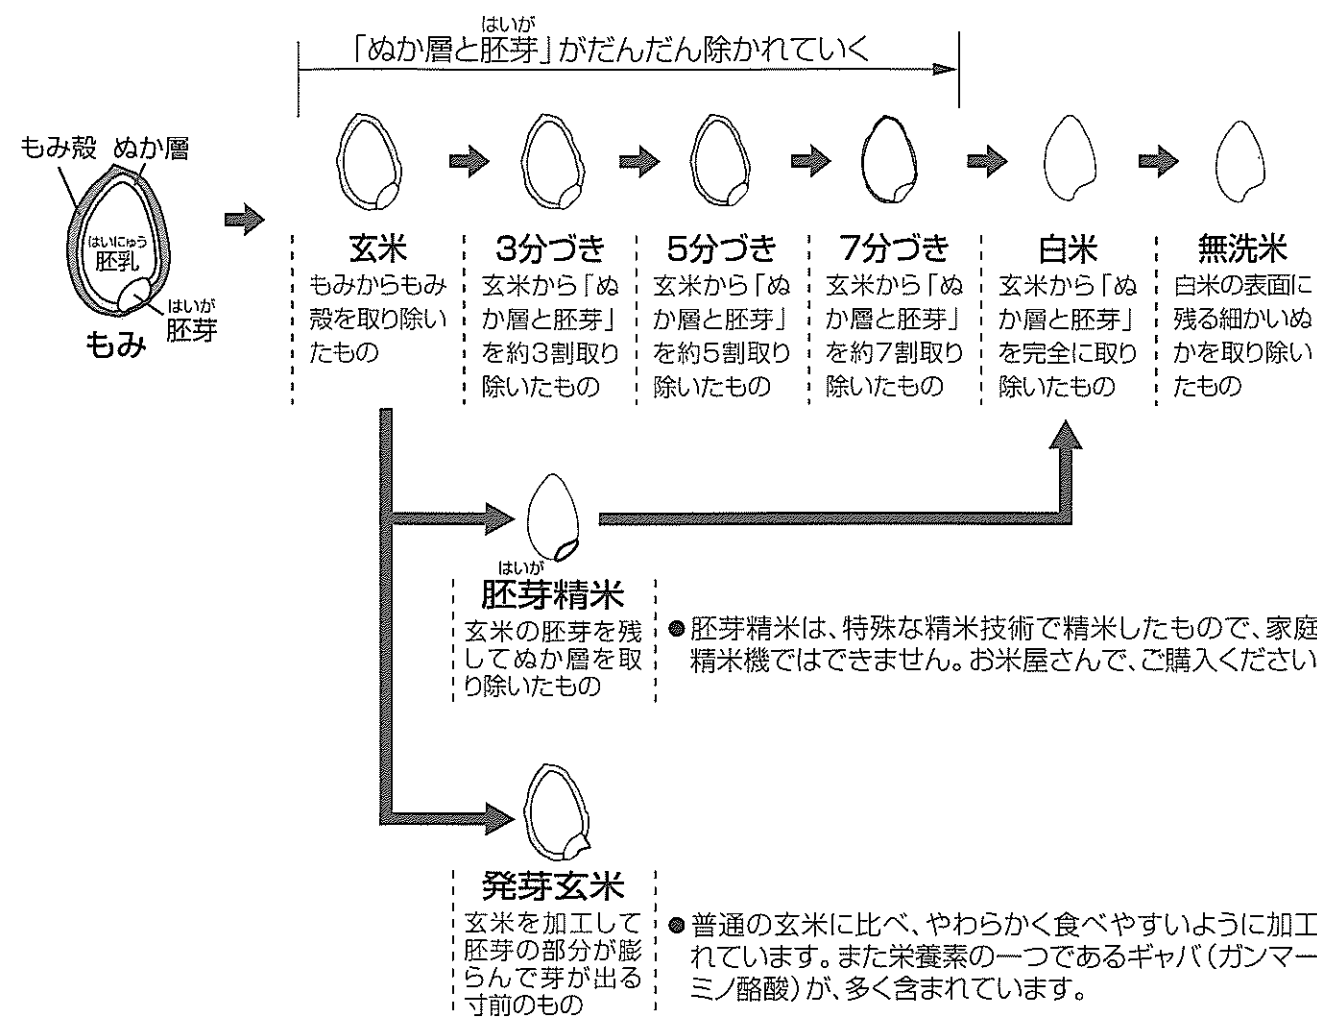 はいが
「ぬか層と胚芽」がだんだん除かれていく
もみ殻 ぬか層
はいにゅう
胚乳
はいが
胚芽
もみ
玄米
もみからもみ
殻を取り除い
たもの
3分づき
玄米から「ぬ
か層と胚芽」
を約3割取り
除いたもの
5分づき
玄米から「ぬ
か層と胚芽」
を約5割取り
除いたもの
7分づき
玄米から「ぬ
か層と胚芽」
を約7割取り
除いたもの
白米
玄米から「ぬ
か層と胚芽」
を完全に取り
除いたもの
無洗米
白米の表面に
残る細かいぬ
かを取り除い
たもの
はいが
胚芽精米
玄米の胚芽を残
してぬか層を取
り除いたもの
●胚芽精米は、特殊な精米技術で精米したもので、家庭
精米機ではできません。お米屋さんで、ご購入ください
発芽玄米
玄米を加工して
胚芽の部分が膨
らんで芽が出る
寸前のもの
●普通の玄米に比べ、やわらかく食べやすいように加工
れています。また栄養素の一つであるギャバ(ガンマー
ミノ酪酸)が、多く含まれています。